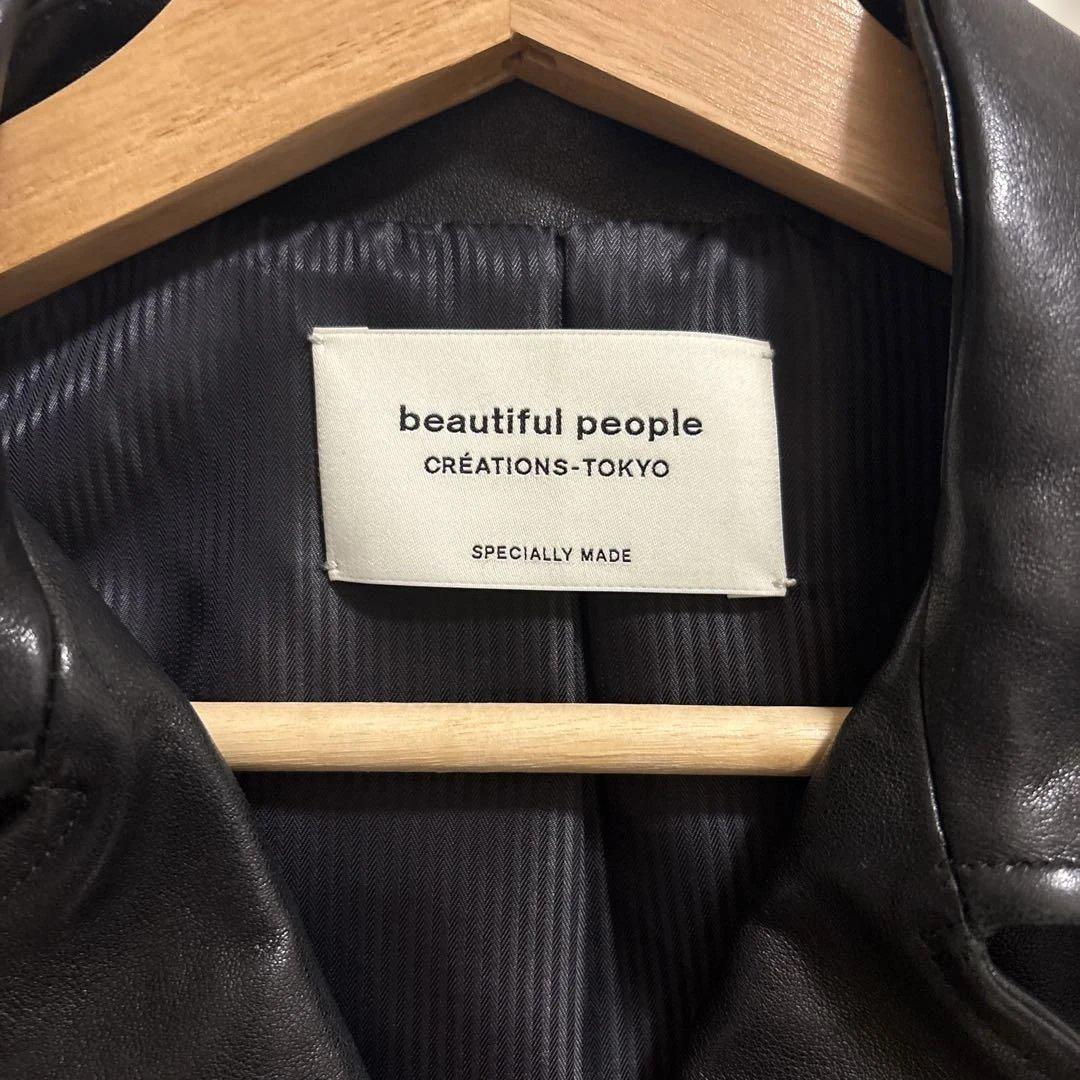 beautiful people
CRÉATIONS-TOKYO
SPECIALLY MADE